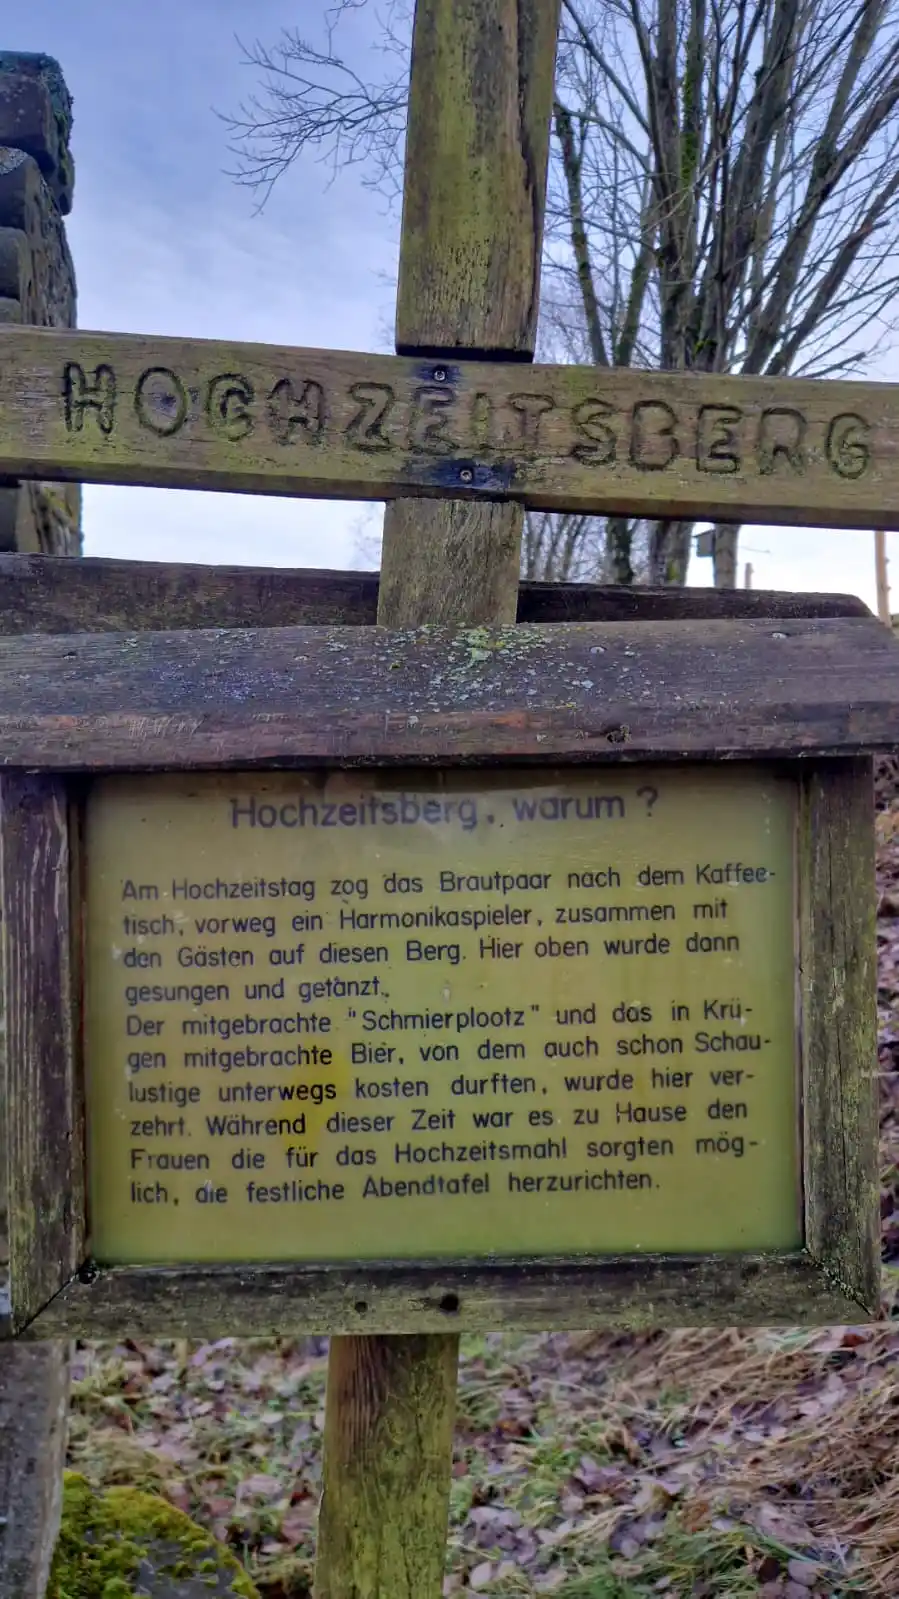 HOCHZEITSBERG
Hochzeitsberg, warum?
Am Hochzeitstag zog das Brautpaar nach dem Kaffee-
tisch, vorweg ein Harmonikaspieler, zusammen mit
den Gästen auf diesen Berg. Hier oben wurde dann
gesungen und getanzt.
Der mitgebrachte "Schmierplootz" und das in Krü-
gen mitgebrachte Bier, von dem auch schon Schau-
lustige unterwegs kosten durften, wurde hier ver-
zehrt. Während dieser Zeit war es zu Hause den
Frauen die für das Hochzeitsmahl sorgten mög-
lich, die festliche Abendtafel herzurichten.